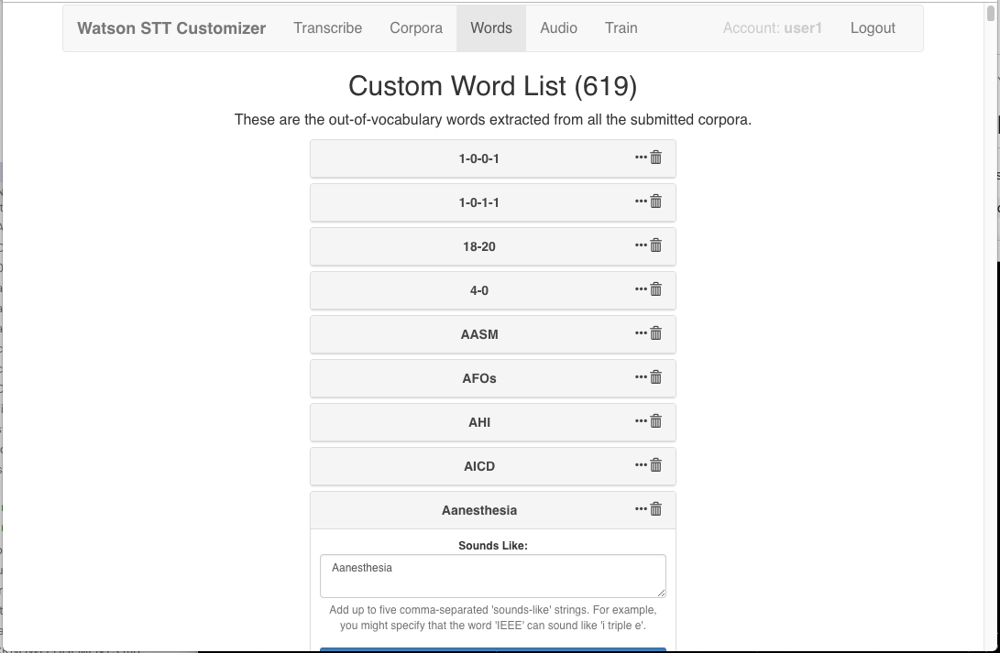 Watson STT Customizer Transcribe Corpora Words Audio Train Account: user1 Logout
Custom Word List (619)
These are the out-of-vocabulary words extracted from all the submitted corpora.
1-0-0-1
1-0-1-1
18-20
4-0
AASM
AFOs
AHI
AICD
Aanesthesia
Sounds Like:
Aanesthesia
Add up to five comma-separated 'sounds-like' strings. For example,
you might specify that the word 'IEEE' can sound like 'i triple e'.